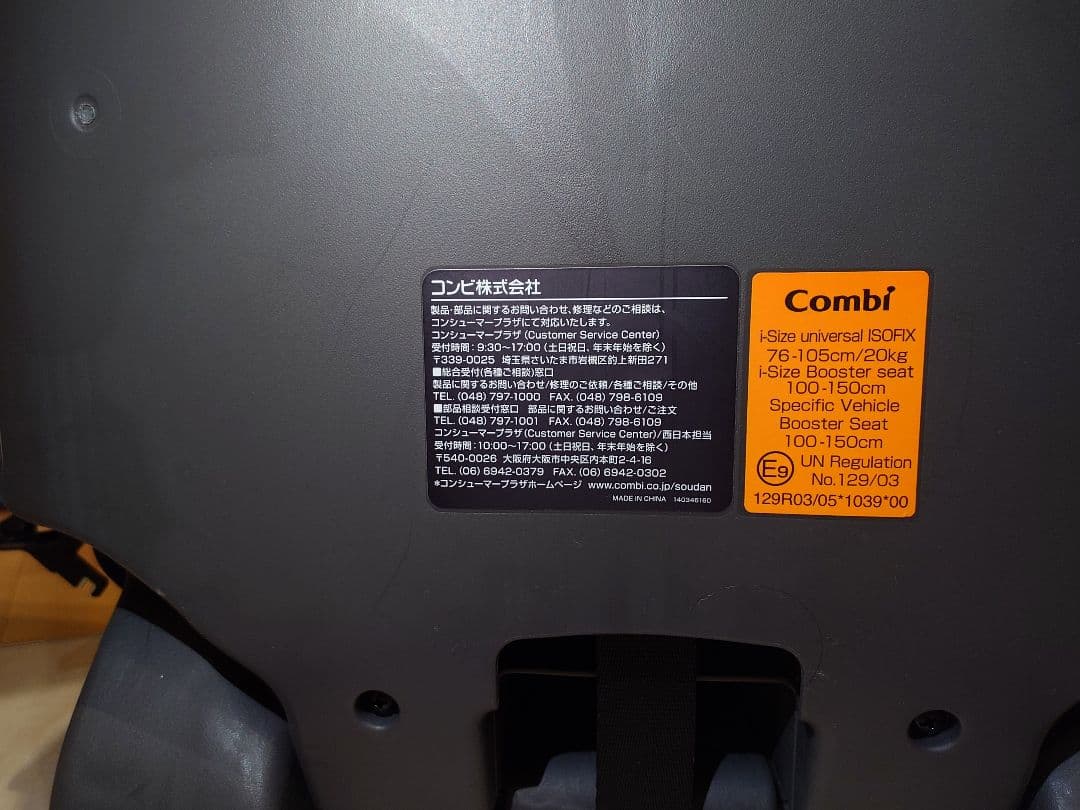 コンビ株式会社
製品・部品に関するお問い合わせ、修理などのご相談は、
コンシューマープラザにて対応いたします。
コンシューマープラザ (Customer Service Center)
受付時間：9:30~17:00 (土日祝日、年末年始を除く)
〒339-0025 埼玉県さいたま市岩槻区釣上新田271
■総合受付(各種ご相談)窓口
製品に関するお問い合わせ/修理のご依頼/各種ご相談/その他
TEL. (048) 797-1000 FAX. (048) 798-6109
■部品相談受付窓口 部品に関するお問い合わせ/ご注文
TEL. (048) 797-1001 FAX. (048) 798-6109
コンシューマープラザ(Customer Service Center)/西日本担当
受付時間：10:00~17:00 (土日祝日、年末年始を除く)
〒540-0026 大阪府大阪市中央区内本町2-4-16
TEL. (06) 6942-0379 FAX. (06) 6942-0302
*コンシューマープラザホームページ www.combi.co.jp/soudan
MADE IN CHINA 140346160
Combi
i-Size universal ISOFIX
76-105cm/20kg
i-Size Booster seat
100-150cm
Specific Vehicle
Booster Seat
100-150cm
E9 UN Regulation
No.129/03
129R03/05*1039*00